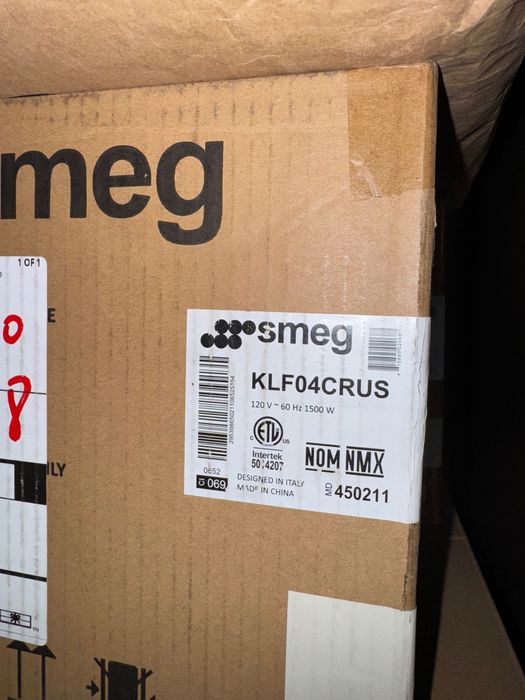 smeg
1 OF 1
smeg
KLF04CRUS
120 V ~ 60 Hz 1500 W
C ETL US
Intertek
5014207
NOM NMX
0652
069
DESIGNED IN ITALY
MADE IN CHINA
MD 450211